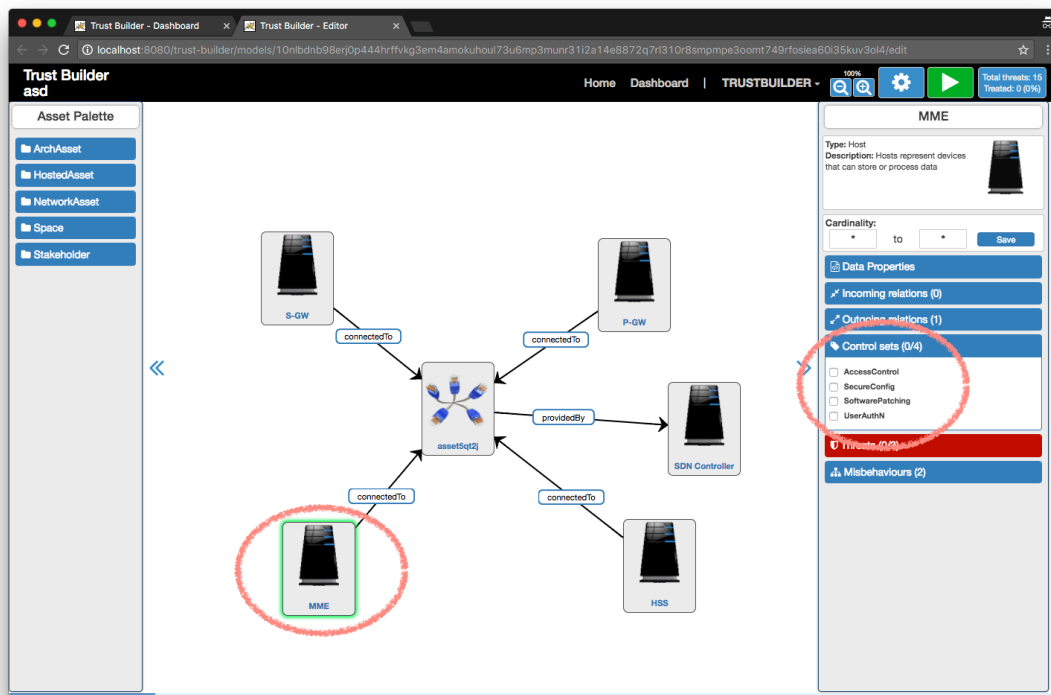 Trust Builder - Dashboard
Trust Builder - Editor
localhost:8080/trust-builder/models/10nlbdnb98erj0p444hrffvkg3em4amokuhoul73u6mp3munr31i2a14e8872q7rl310r8smpmpe3oomt749rfosiea60i35kuv3ol4/edit
Trust Builder
asd
Home Dashboard | TRUSTBUILDER
100%
Total threats: 15
Treated: 0 (0%)
Asset Palette
ArchAsset
HostedAsset
NetworkAsset
Space
Stakeholder
S-GW
P-GW
connectedTo
connectedTo
asset5qt2j
providedBy
SDN Controller
connectedTo
connectedTo
MME
HSS
MME
Type: Host
Description: Hosts represent devices
that can store or process data
Cardinality:
* to * Save
Data Properties
Incoming relations (0)
Outgoing relations (1)
Control sets (0/4)
AccessControl
SecureConfig
SoftwarePatching
UserAuthN
Threats (0/3)
Misbehaviours (2)